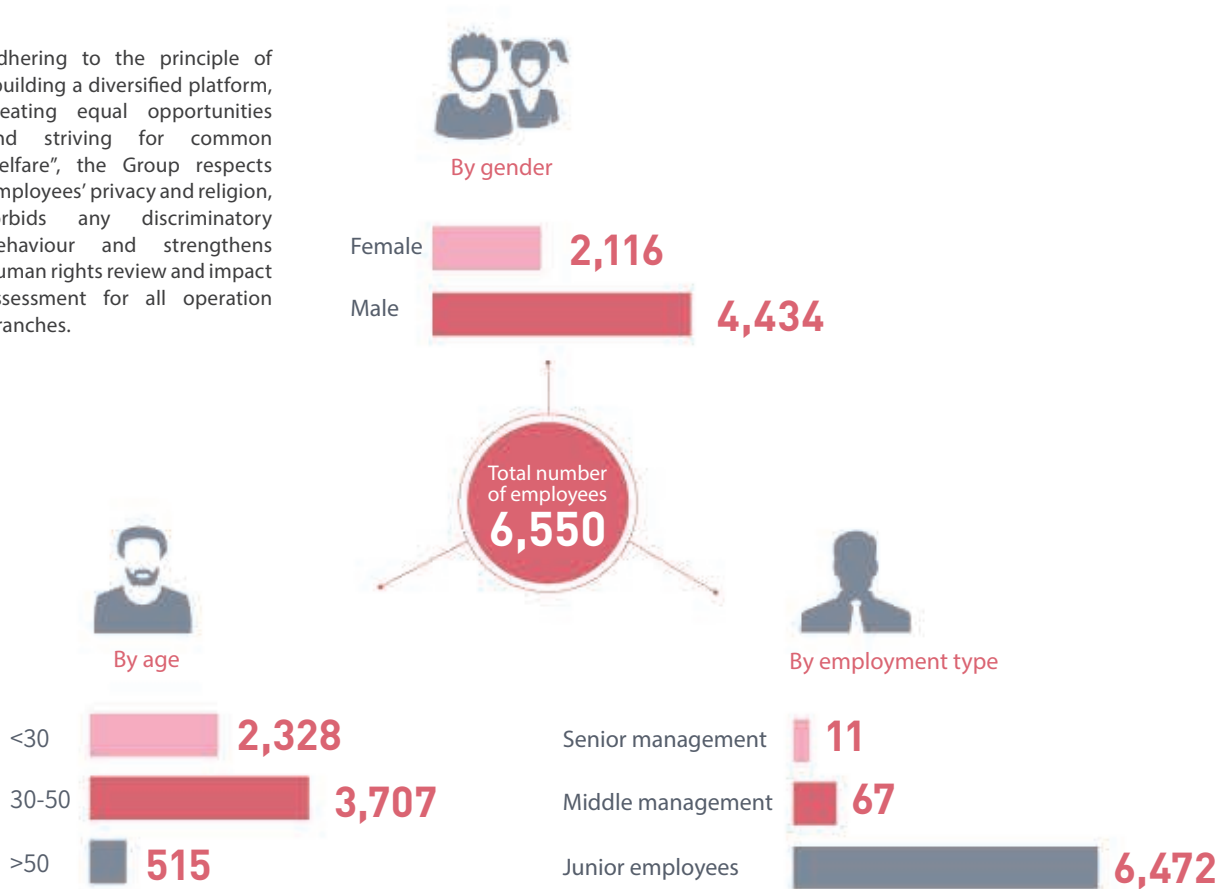 dhering to the principle of
building a diversified platform,
eating equal opportunities
nd striving for common
elfare”, the Group respects
mployees’ privacy and religion,
orbids any discriminatory
ehaviour and strengthens
uman rights review and impact
ssessment for all operation
ranches.
By gender
Female 2,116
Male 4,434
Total number
of employees
6,550
By age
<30 2,328
30-50 3,707
>50 515
By employment type
Senior management 11
Middle management 67
Junior employees 6,472